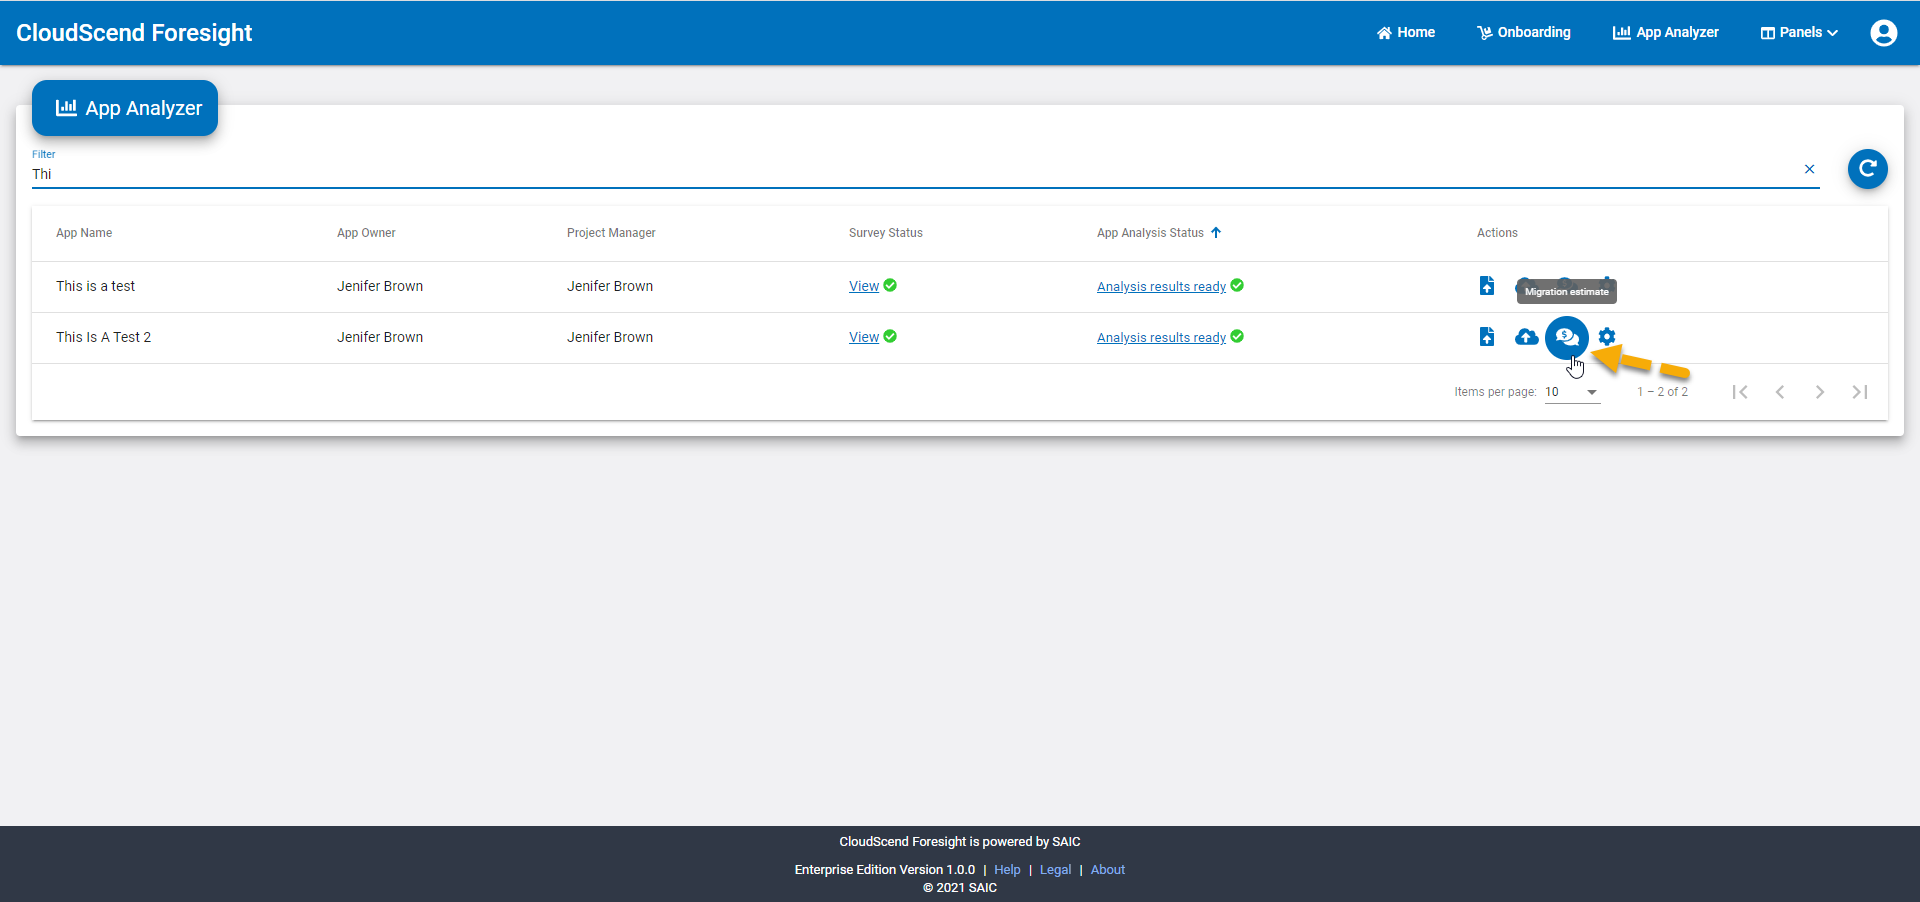 CloudScend Foresight
Home
Onboarding
App Analyzer
Panels
App Analyzer
Filter
Thi
App Name
App Owner
Project Manager
Survey Status
App Analysis Status
Actions
This is a test
Jenifer Brown
Jenifer Brown
View
Analysis results ready
Migration estimate
This Is A Test 2
Jenifer Brown
Jenifer Brown
View
Analysis results ready
Items per page:
10
1 – 2 of 2
CloudScend Foresight is powered by SAIC
Enterprise Edition Version 1.0.0 | Help | Legal | About
© 2021 SAIC